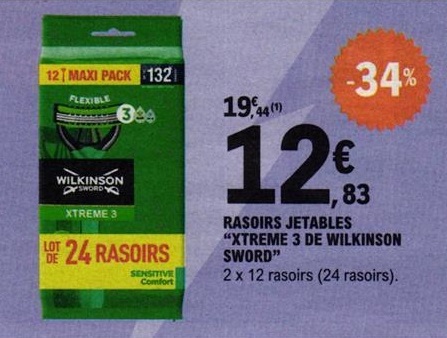 12 MAXI PACK 132
FLEXIBLE
3
WILKINSON
SWORD
XTREME 3
LOT DE 24 RASOIRS
SENSITIVE
Comfort
-34%
19,€44(1)
12€,83
RASOIRS JETABLES
“XTREME 3 DE WILKINSON
SWORD”
2 x 12 rasoirs (24 rasoirs).